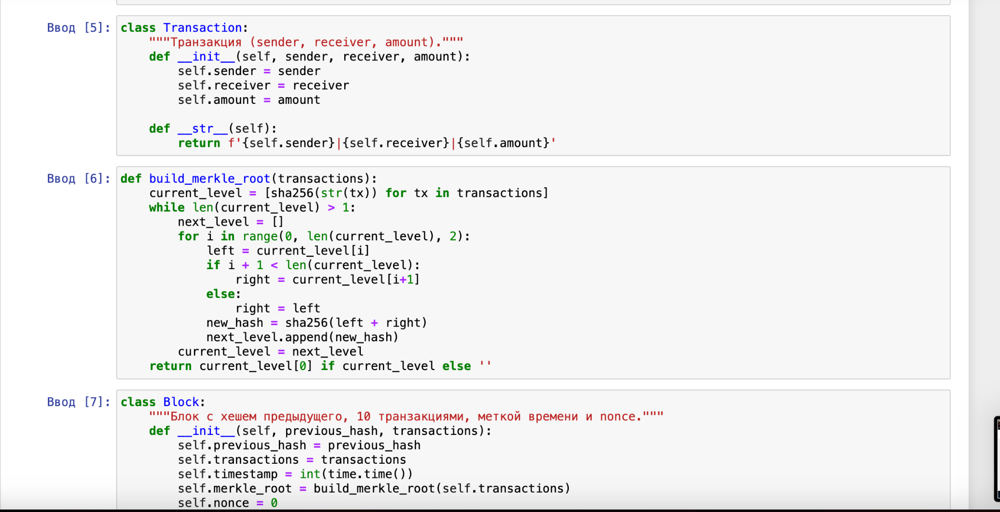 Ввод [5]: class Transaction:
    """Транзакция (sender, receiver, amount)."""
    def __init__(self, sender, receiver, amount):
        self.sender = sender
        self.receiver = receiver
        self.amount = amount

    def __str__(self):
        return f'{self.sender}|{self.receiver}|{self.amount}'
Ввод [6]: def build_merkle_root(transactions):
    current_level = [sha256(str(tx)) for tx in transactions]
    while len(current_level) > 1:
        next_level = []
        for i in range(0, len(current_level), 2):
            left = current_level[i]
            if i + 1 < len(current_level):
                right = current_level[i+1]
            else:
                right = left
            new_hash = sha256(left + right)
            next_level.append(new_hash)
        current_level = next_level
    return current_level[0] if current_level else ''
Ввод [7]: class Block:
    """Блок с хешем предыдущего, 10 транзакциями, меткой времени и nonce."""
    def __init__(self, previous_hash, transactions):
        self.previous_hash = previous_hash
        self.transactions = transactions
        self.timestamp = int(time.time())
        self.merkle_root = build_merkle_root(self.transactions)
        self.nonce = 0